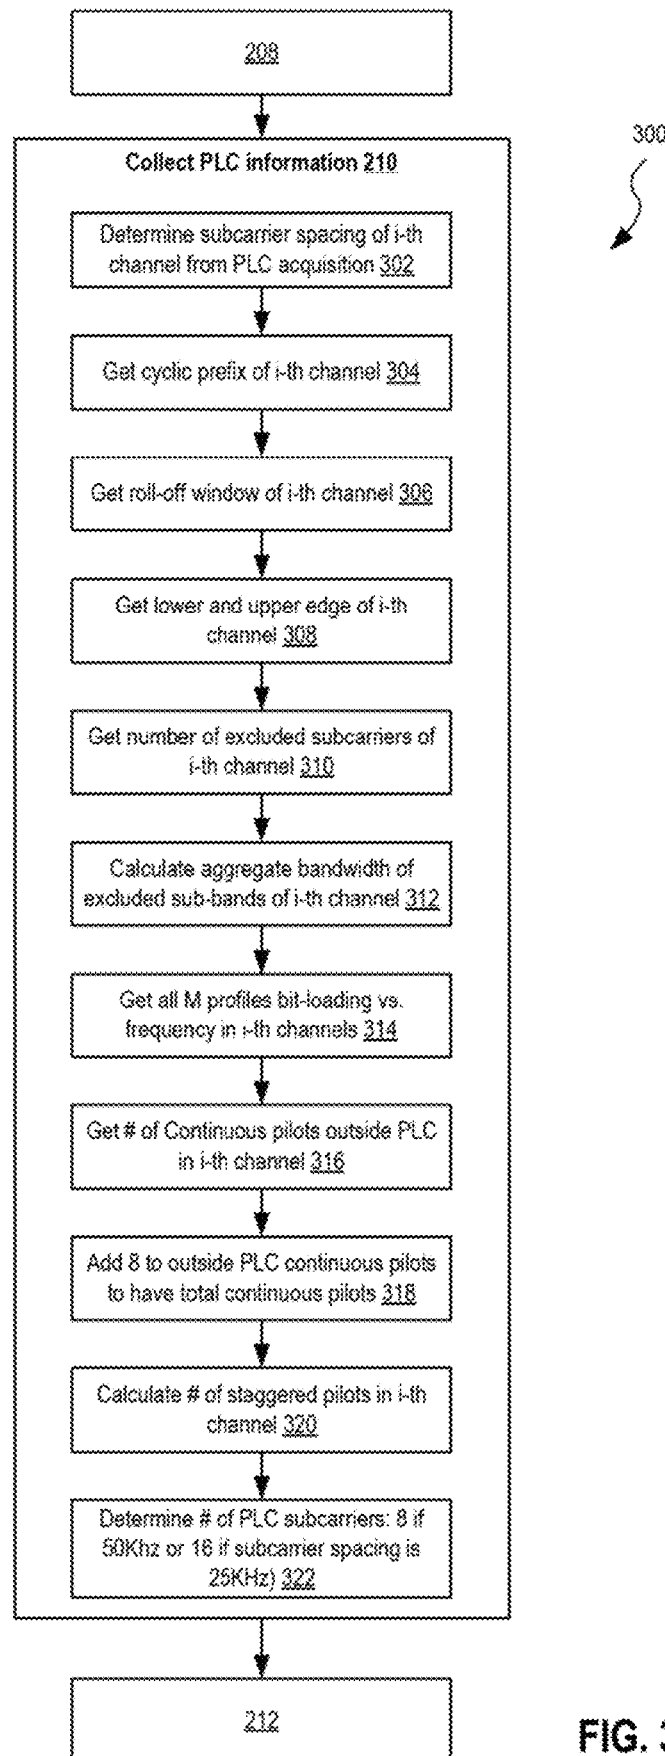 208
300
Collect PLC information 210
Determine subcarrier spacing of i-th
channel from PLC acquisition 302
Get cyclic prefix of i-th channel 304
Get roll-off window of i-th channel 306
Get lower and upper edge of i-th
channel 308
Get number of excluded subcarriers of
i-th channel 310
Calculate aggregate bandwidth of
excluded sub-bands of i-th channel 312
Get all M profiles bit-loading vs.
frequency in i-th channels 314
Get # of Continuous pilots outside PLC
in i-th channel 316
Add 8 to outside PLC continuous pilots
to have total continuous pilots 318
Calculate # of staggered pilots in i-th
channel 320
Determine # of PLC subcarriers: 8 if
50Khz or 16 if subcarrier spacing is
25KHz) 322
212
FIG. 3